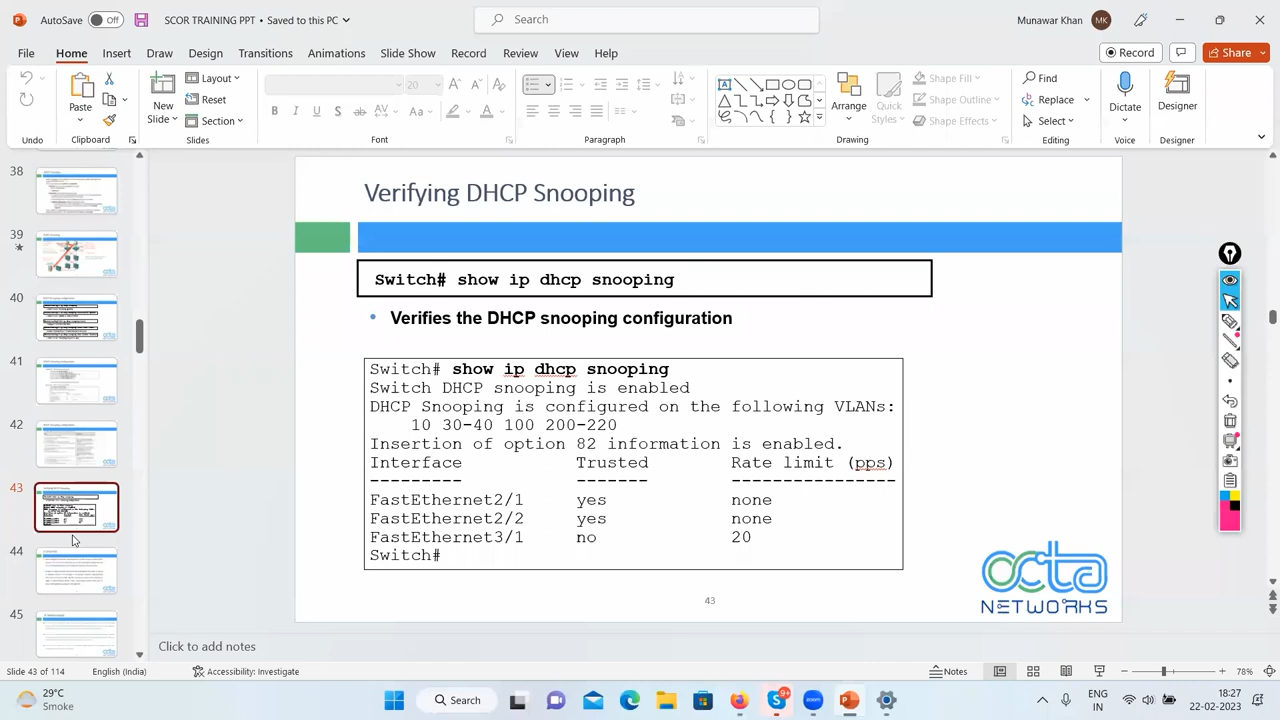 AutoSave Off
SCOR TRAINING PPT • Saved to this PC
Search
Munawar Khan MK
File Home Insert Draw Design Transitions Animations Slide Show Record Review View Help
Record Share
Paste
New
Slide
Layout
Reset
Section
20
Arrange
Quick
Styles
Shape Fill
Shape Outline
Shape Effects
Find
Replace
Select
Dictate
Designer
Undo Clipboard Slides Font Paragraph Drawing Editing Voice Designer
38
39
40
41
42
43
44
45
Verifying DHCP Snooping
Switch# show ip dhcp snooping
• Verifies the DHCP snooping configuration
Switch# show ip dhcp snooping
Switch DHCP snooping is enabled
DHCP Snooping is configured on the following VLANs:
10 30-40 100 200-220
Insertion of option 82 information is enabled.
Interface Trusted Rate limit (pps)
-------- ------- --------------
FastEthernet2/1 yes none
FastEthernet2/2 yes none
FastEthernet3/1 no 20
Switch#
43
octa
NETWORKS
Click to add notes
Slide 43 of 114 English (India) Accessibility: Investigate Notes 78%
29°C
Smoke
Search
9+
ENG
IN
18:27
22-02-2023